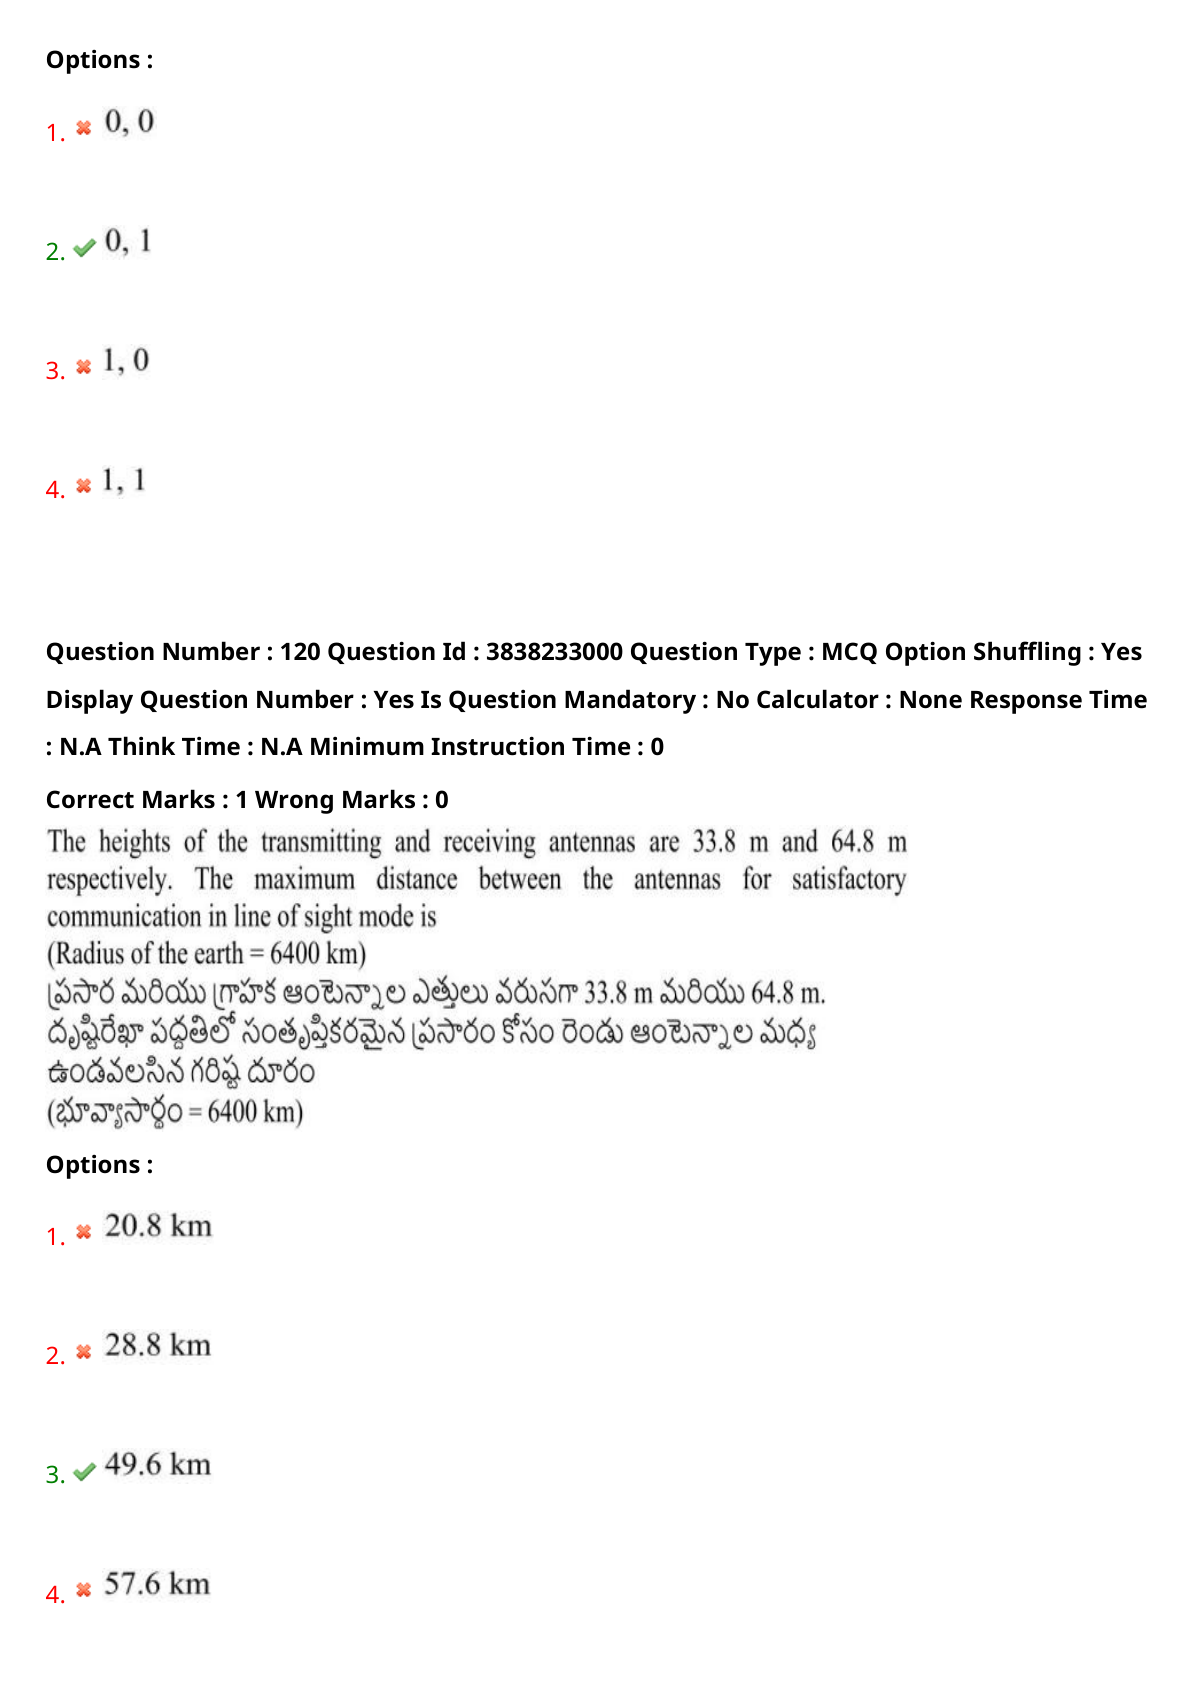 Options :
1. 0, 0
2. 0, 1
3. 1, 0
4. 1, 1
Question Number : 120 Question Id : 3838233000 Question Type : MCQ Option Shuffling : Yes
Display Question Number : Yes Is Question Mandatory : No Calculator : None Response Time
: N.A Think Time : N.A Minimum Instruction Time : 0
Correct Marks : 1 Wrong Marks : 0
The heights of the transmitting and receiving antennas are 33.8 m and 64.8 m
respectively. The maximum distance between the antennas for satisfactory
communication in line of sight mode is
(Radius of the earth = 6400 km)
ప్రసార మరియు గ్రాహక ఆంటెన్నాల ఎత్తులు వరుసగా 33.8 m మరియు 64.8 m.
దృష్టిరేఖా పద్ధతిలో సంతృప్తికరమైన ప్రసారం కోసం రెండు ఆంటెన్నాల మధ్య
ఉండవలసిన గరిష్ట దూరం
(భూవ్యాసార్థం = 6400 km)
Options :
1. 20.8 km
2. 28.8 km
3. 49.6 km
4. 57.6 km